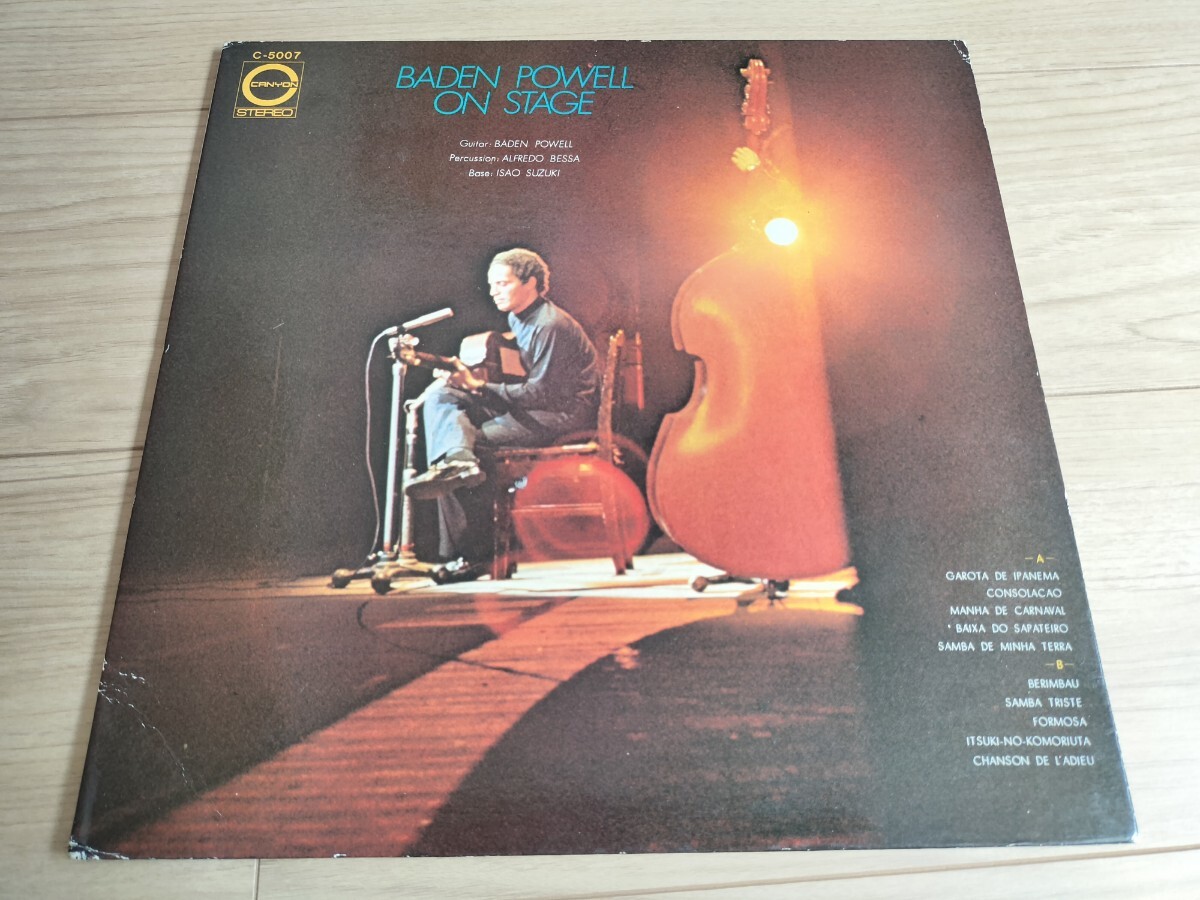 C-5007
CANYON
STEREO
BADEN POWELL
ON STAGE
Guitar: BADEN POWELL
Percussion: ALFREDO BESSA
Base: ISAO SUZUKI
—A—
GAROTA DE IPANEMA
CONSOLACAO
MANHA DE CARNAVAL
' BAIXA DO SAPATEIRO
SAMBA DE MINHA TERRA
—B—
BERIMBAU
SAMBA TRISTE
FORMOSA
ITSUKI-NO-KOMORIUTA
CHANSON DE L'ADIEU